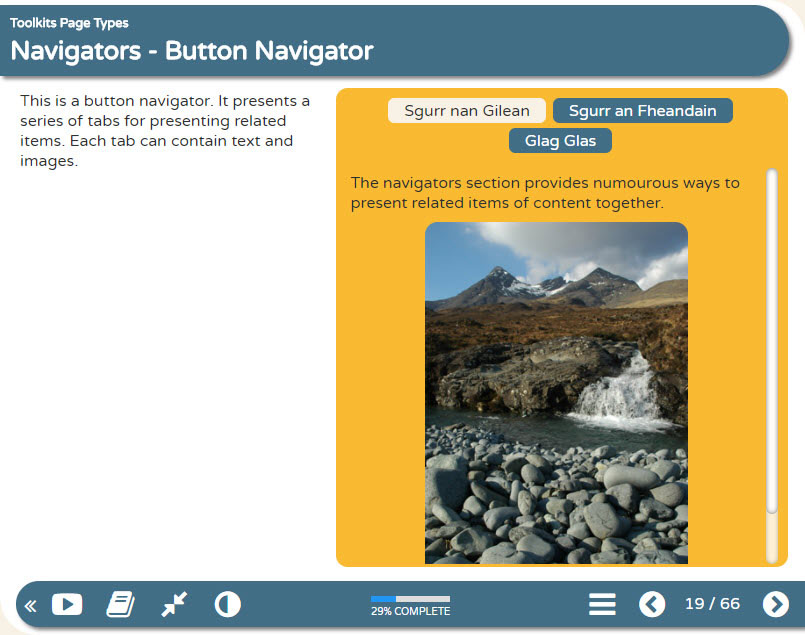 Toolkits Page Types
Navigators - Button Navigator
This is a button navigator. It presents a
series of tabs for presenting related
items. Each tab can contain text and
images.
Sgurr nan Gilean
Sgurr an Fheandain
Glag Glas
The navigators section provides numourous ways to
present related items of content together.
29% COMPLETE
19 / 66